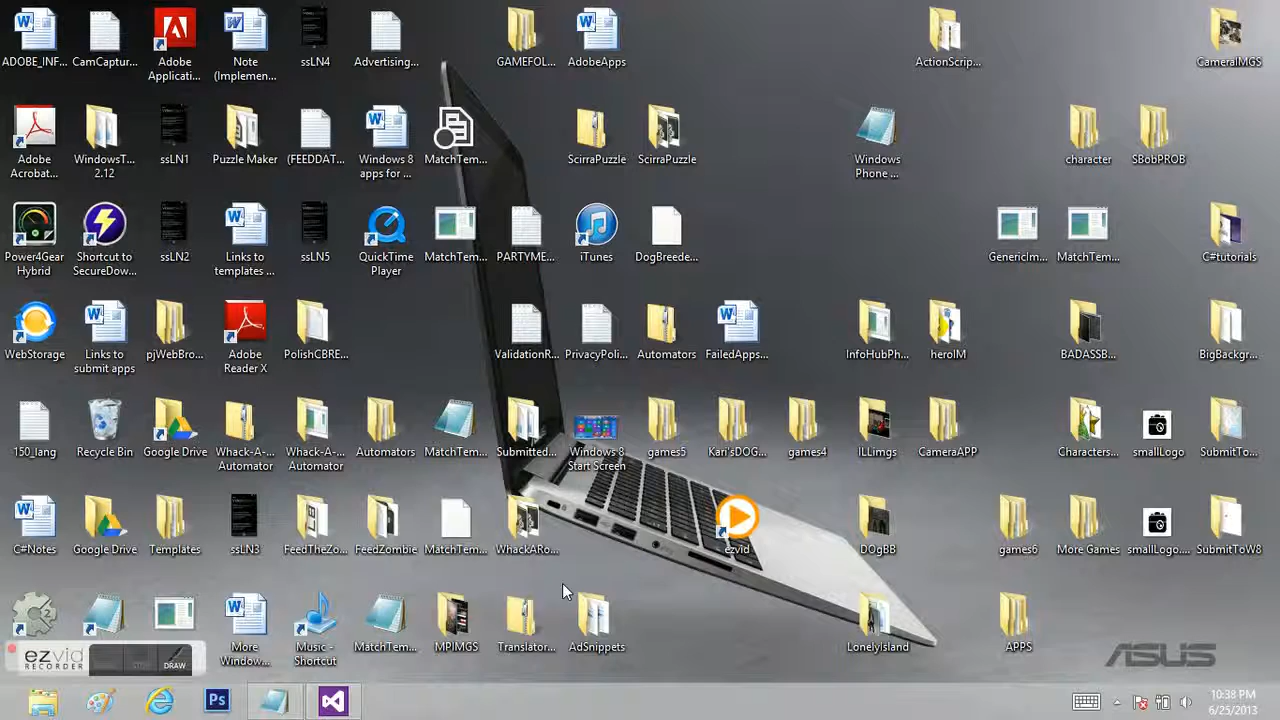 ADOBE_INF...
CamCaptur...
Adobe
Applicati...
Note
(Implemen...
ssLN4
Advertising...
GAMEFOL...
AdobeApps
ActionScrip...
CameraIMGS
Adobe
Acrobat...
WindowsT...
2.12
ssLN1
Puzzle Maker
(FEEDDAT...
Windows 8
apps for ...
MatchTem...
ScirraPuzzle
ScirraPuzzle
Windows
Phone ...
character
SBobPROB
Power4Gear
Hybrid
Shortcut to
SecureDow...
ssLN2
Links to
templates ...
ssLN5
QuickTime
Player
MatchTem...
PARTYME...
iTunes
DogBreede...
GenericIm...
MatchTem...
C#tutorials
WebStorage
Links to
submit apps
pjWebBro...
Adobe
Reader X
PolishCBRE...
ValidationR...
PrivacyPoli...
Automators
FailedApps...
InfoHubPh...
heroIM
BADASSB...
BigBackgr...
150_lang
Recycle Bin
Google Drive
Whack-A-...
Automator
Whack-A-...
Automator
Automators
MatchTem...
Submitted...
Windows 8
Start Screen
games5
Kari'sDOG...
games4
ILLimgs
CameraAPP
Characters...
smallLogo
SubmitTo...
C#Notes
Google Drive
Templates
ssLN3
FeedTheZo...
FeedZombie
MatchTem...
WhackARo...
ezvid
DOgBB
games6
More Games
smallLogo....
SubmitToW8
More
Window...
Music -
Shortcut
MatchTem...
MPIMGS
Translator...
AdSnippets
LonelyIsland
APPS
ezvid
RECORDER
DRAW
ASUS
Ps
10:38 PM
6/25/2013